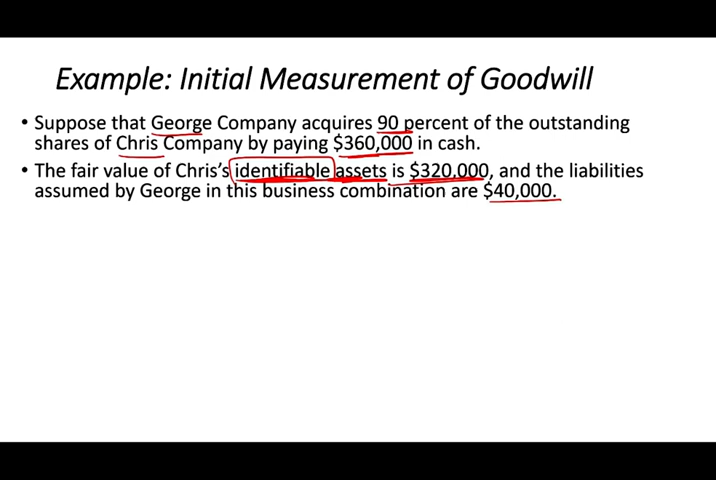 Example: Initial Measurement of Goodwill
• Suppose that George Company acquires 90 percent of the outstanding
shares of Chris Company by paying $360,000 in cash.
• The fair value of Chris's identifiable assets is $320,000, and the liabilities
assumed by George in this business combination are $40,000.